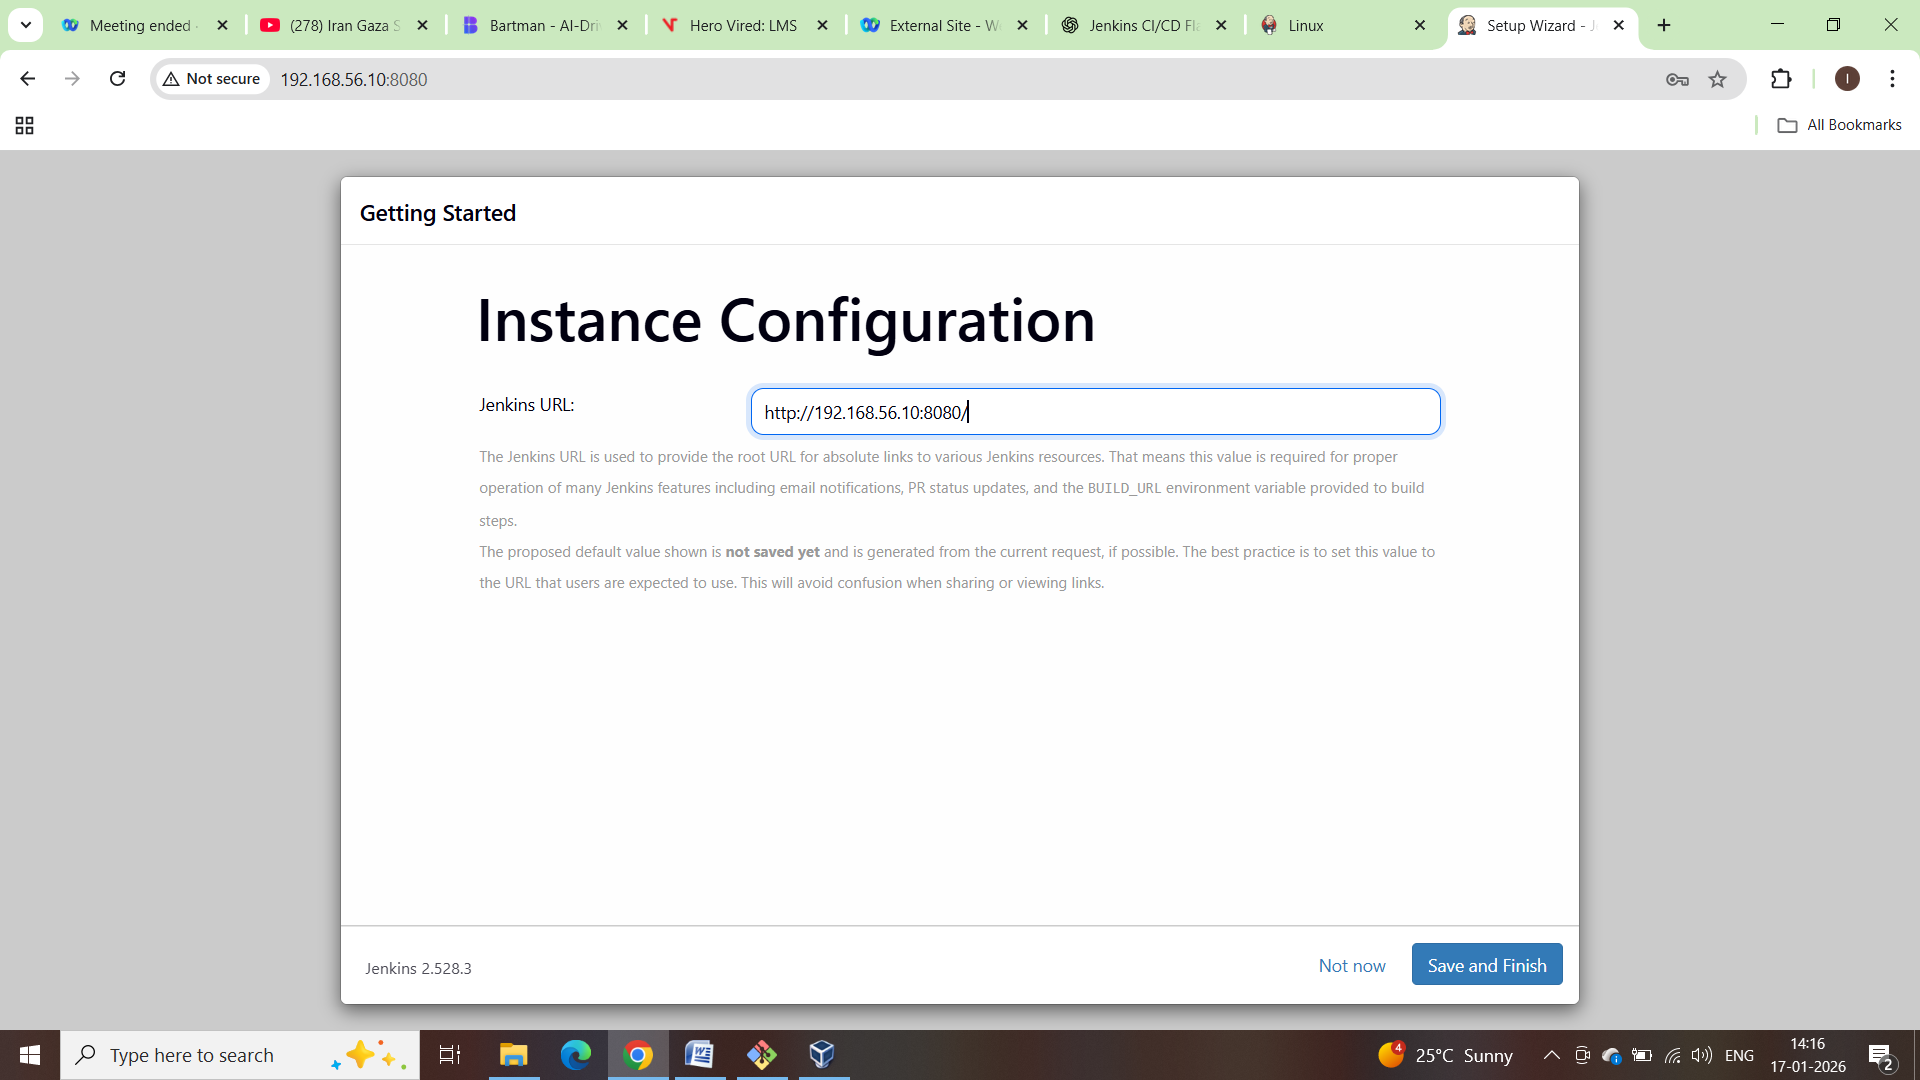 Meeting ended
(278) Iran Gaza S
Bartman - AI-Dri
Hero Vired: LMS
External Site - W
Jenkins CI/CD Fla
Linux
Setup Wizard - J
Not secure
192.168.56.10:8080
I
All Bookmarks
Getting Started
Instance Configuration
Jenkins URL:
http://192.168.56.10:8080/
The Jenkins URL is used to provide the root URL for absolute links to various Jenkins resources. That means this value is required for proper
operation of many Jenkins features including email notifications, PR status updates, and the BUILD_URL environment variable provided to build
steps.
The proposed default value shown is not saved yet and is generated from the current request, if possible. The best practice is to set this value to
the URL that users are expected to use. This will avoid confusion when sharing or viewing links.
Jenkins 2.528.3
Not now
Save and Finish
Type here to search
4
25°C Sunny
ENG
14:16
17-01-2026
2